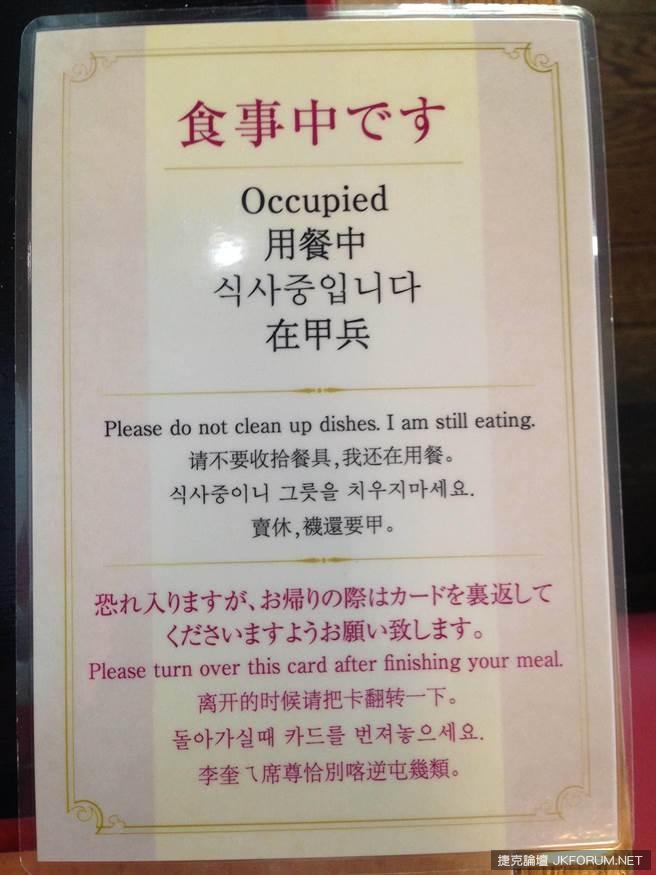 食事中です
Occupied
用餐中
식사중입니다
在甲兵
Please do not clean up dishes. I am still eating.
请不要收拾餐具,我还在用餐。
식사중이니 그릇을 치우지마세요.
賣休,襪還要甲。
恐れ入りますが、お帰りの際はカードを裏返して
くださいますようお願い致します。
Please turn over this card after finishing your meal.
离开的时候请把卡翻转一下。
돌아가실때 카드를 번져놓으세요.
李奎ㄟ席尊恰別喀逆屯幾類。
捷克論壇 JKFORUM.NET